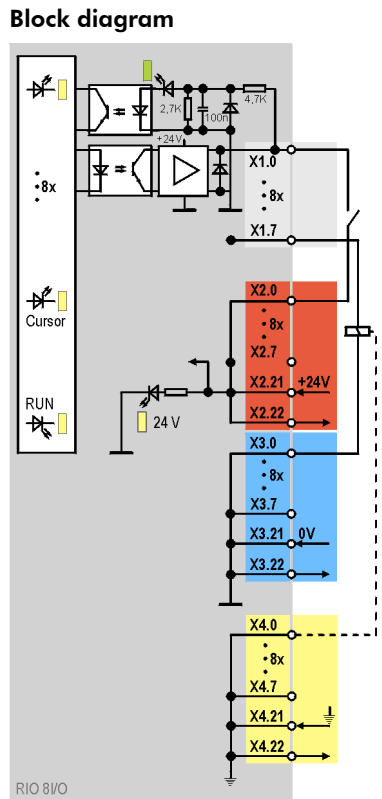 Block diagram
2,7K
100n
4,7K
+24V
X1.0
8x
8x
X1.7
X2.0
8x
Cursor
X2.7
X2.21 +24V
RUN
24 V
X2.22
X3.0
8x
X3.7
X3.21 0V
X3.22
X4.0
8x
X4.7
X4.21
X4.22
RIO 8I/O